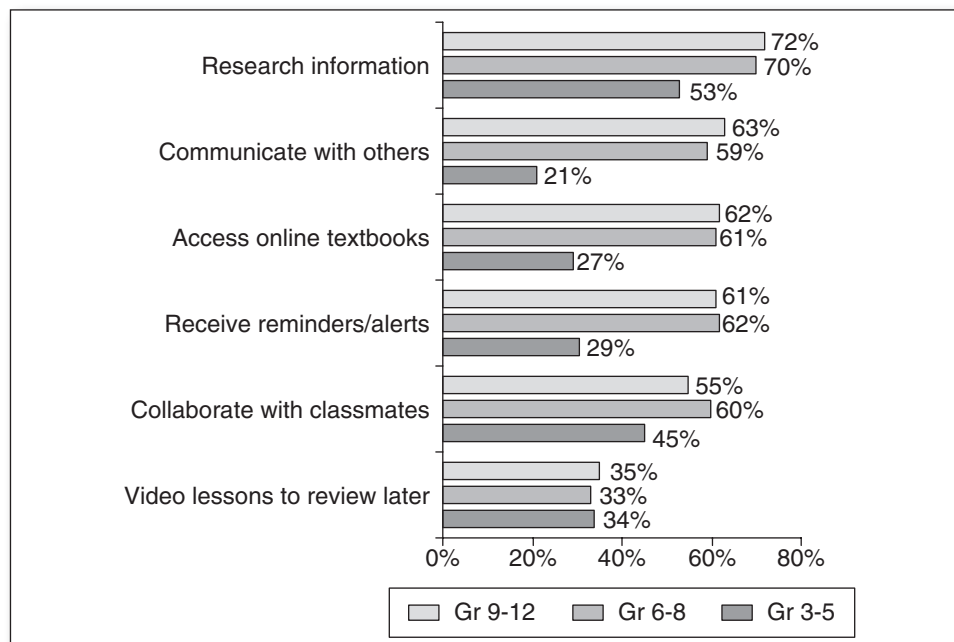 72%
Research information
70%
53%
63%
Communicate with others
59%
21%
62%
Access online textbooks
61%
27%
61%
Receive reminders/alerts
62%
29%
55%
Collaborate with classmates
60%
45%
35%
Video lessons to review later
33%
34%
0% 20% 40% 60% 80%
Gr 9-12 Gr 6-8 Gr 3-5